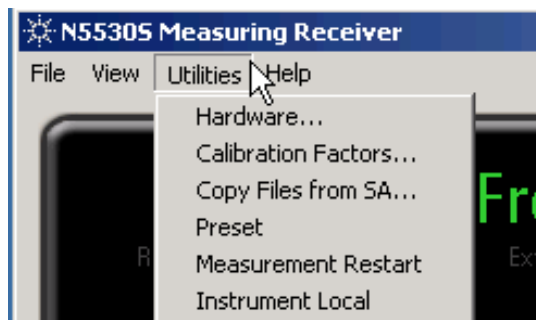 N5530S Measuring Receiver
File View Utilities Help
Hardware...
Calibration Factors...
Copy Files from SA...
Preset
Measurement Restart
Instrument Local